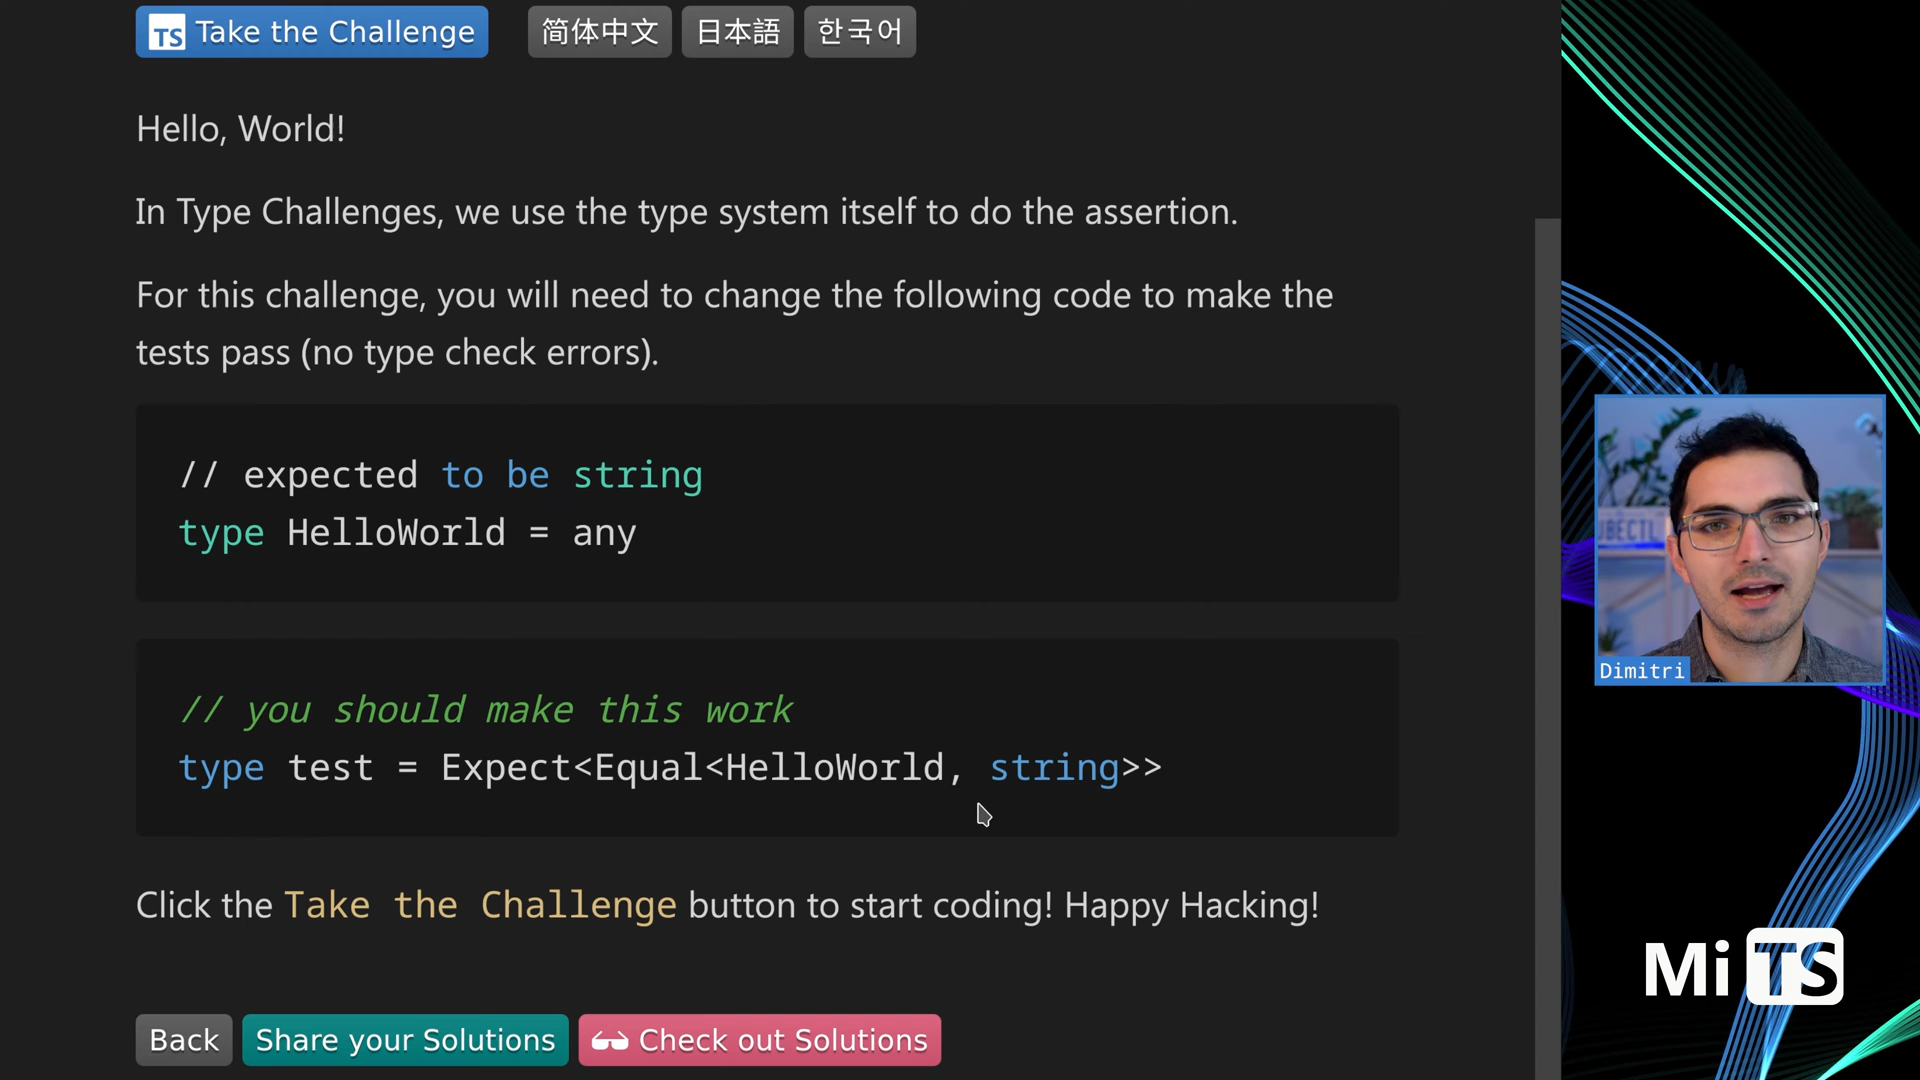 TS Take the Challenge 简体中文 日本語 한국어
Hello, World!
In Type Challenges, we use the type system itself to do the assertion.
For this challenge, you will need to change the following code to make the
tests pass (no type check errors).
// expected to be string
type HelloWorld = any
// you should make this work
type test = Expect<Equal<HelloWorld, string>>
Click the Take the Challenge button to start coding! Happy Hacking!
Back Share your Solutions Check out Solutions
UBECTL
Dimitri
Mi TS